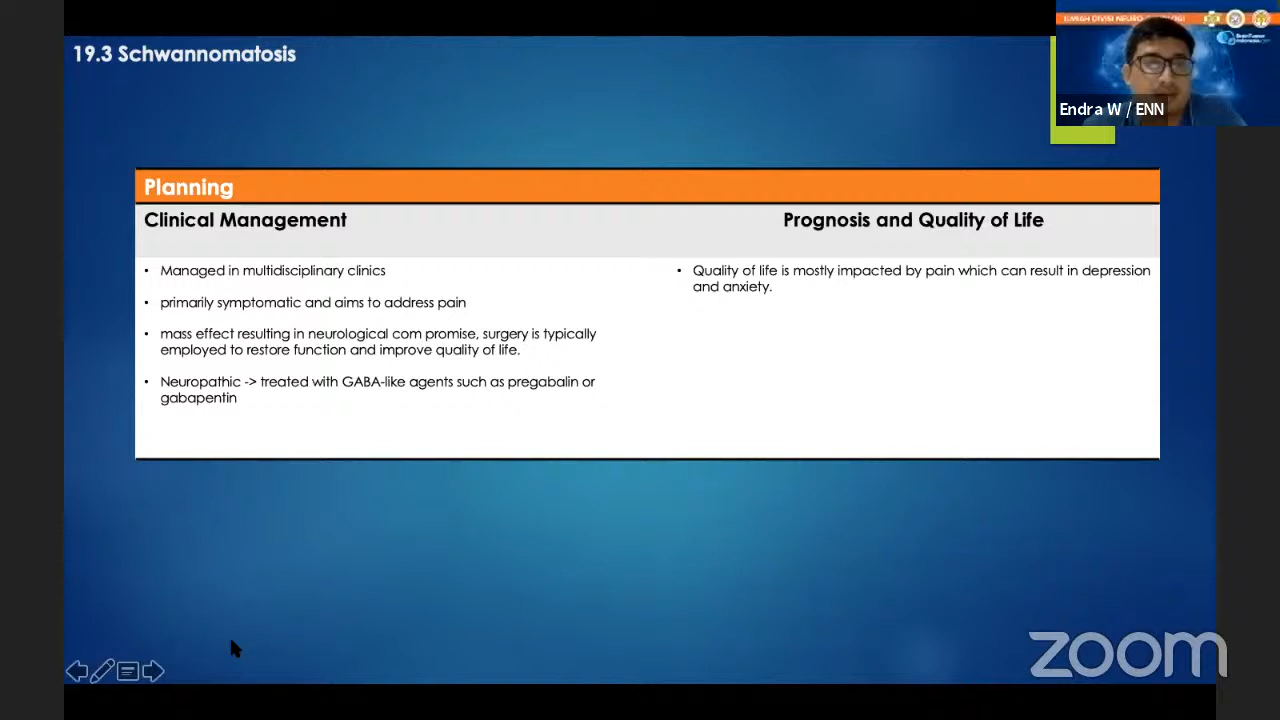 19.3 Schwannomatosis
ILMIAH DIVISI NEURO
Endra W / ENN
Planning
Clinical Management
Prognosis and Quality of Life
• Managed in multidisciplinary clinics
• primarily symptomatic and aims to address pain
• mass effect resulting in neurological com promise, surgery is typically
employed to restore function and improve quality of life.
• Neuropathic -> treated with GABA-like agents such as pregabalin or
gabapentin
• Quality of life is mostly impacted by pain which can result in depression
and anxiety.
zoom